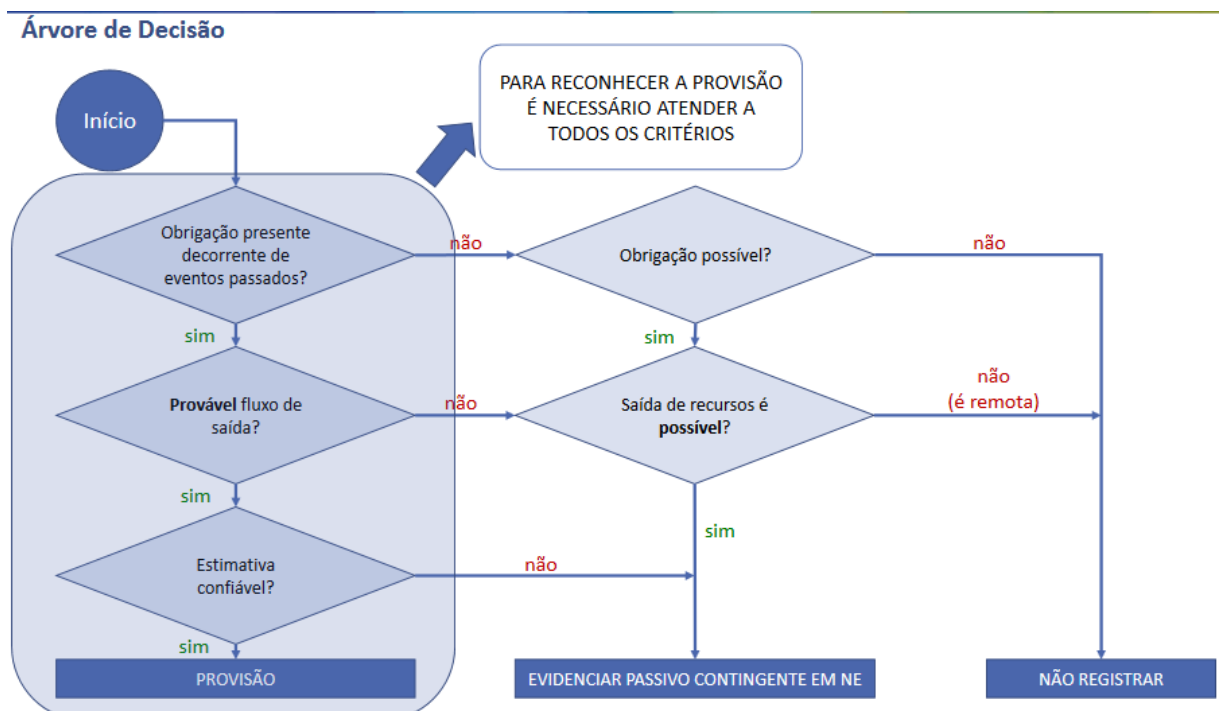 Árvore de Decisão
Início
PARA RECONHECER A PROVISÃO
É NECESSÁRIO ATENDER A
TODOS OS CRITÉRIOS
Obrigação presente
decorrente de
eventos passados?
não
Obrigação possível?
não
sim
sim
Provável fluxo de
saída?
não
Saída de recursos é
possível?
não
(é remota)
sim
sim
Estimativa
confiável?
não
sim
PROVISÃO
EVIDENCIAR PASSIVO CONTINGENTE EM NE
NÃO REGISTRAR